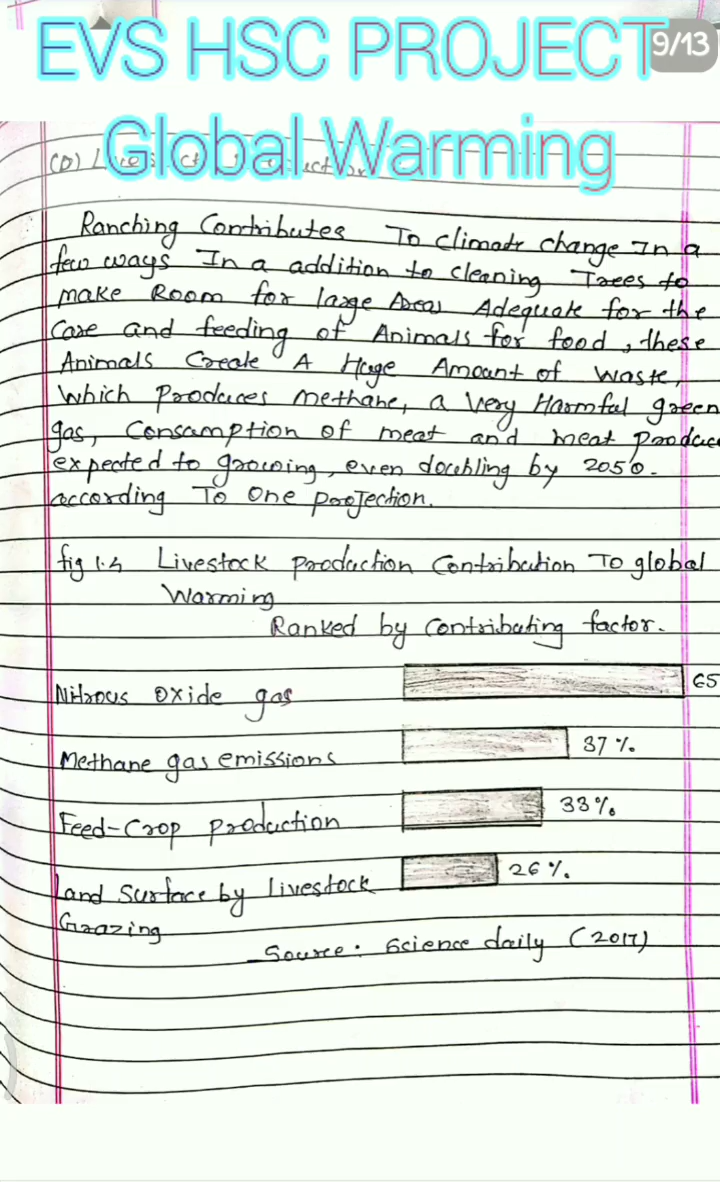 EVS HSC PROJECT
9/13
Global Warming
(D)
Ranching Contributes To climate change In a
few ways In a addition to cleaning Trees to
make Room for large Areas Adequate for the
Case and feeding of Animals for food, these
Animals Create A Huge Amount of waste,
which produces methane, a very Harmful green
gas, Consumption of meat and meat produc
expected to growing, even doubling by 2050.
according To one projection.
fig 1.4 Livestock production Contribution To global
Warming
Ranked by contributing factor.
Nitrous oxide gas 65
Methane gas emissions 37%
Feed-Crop production 33%
Land Surface by livestock 26%.
Grazing
Source: Science daily (2017)